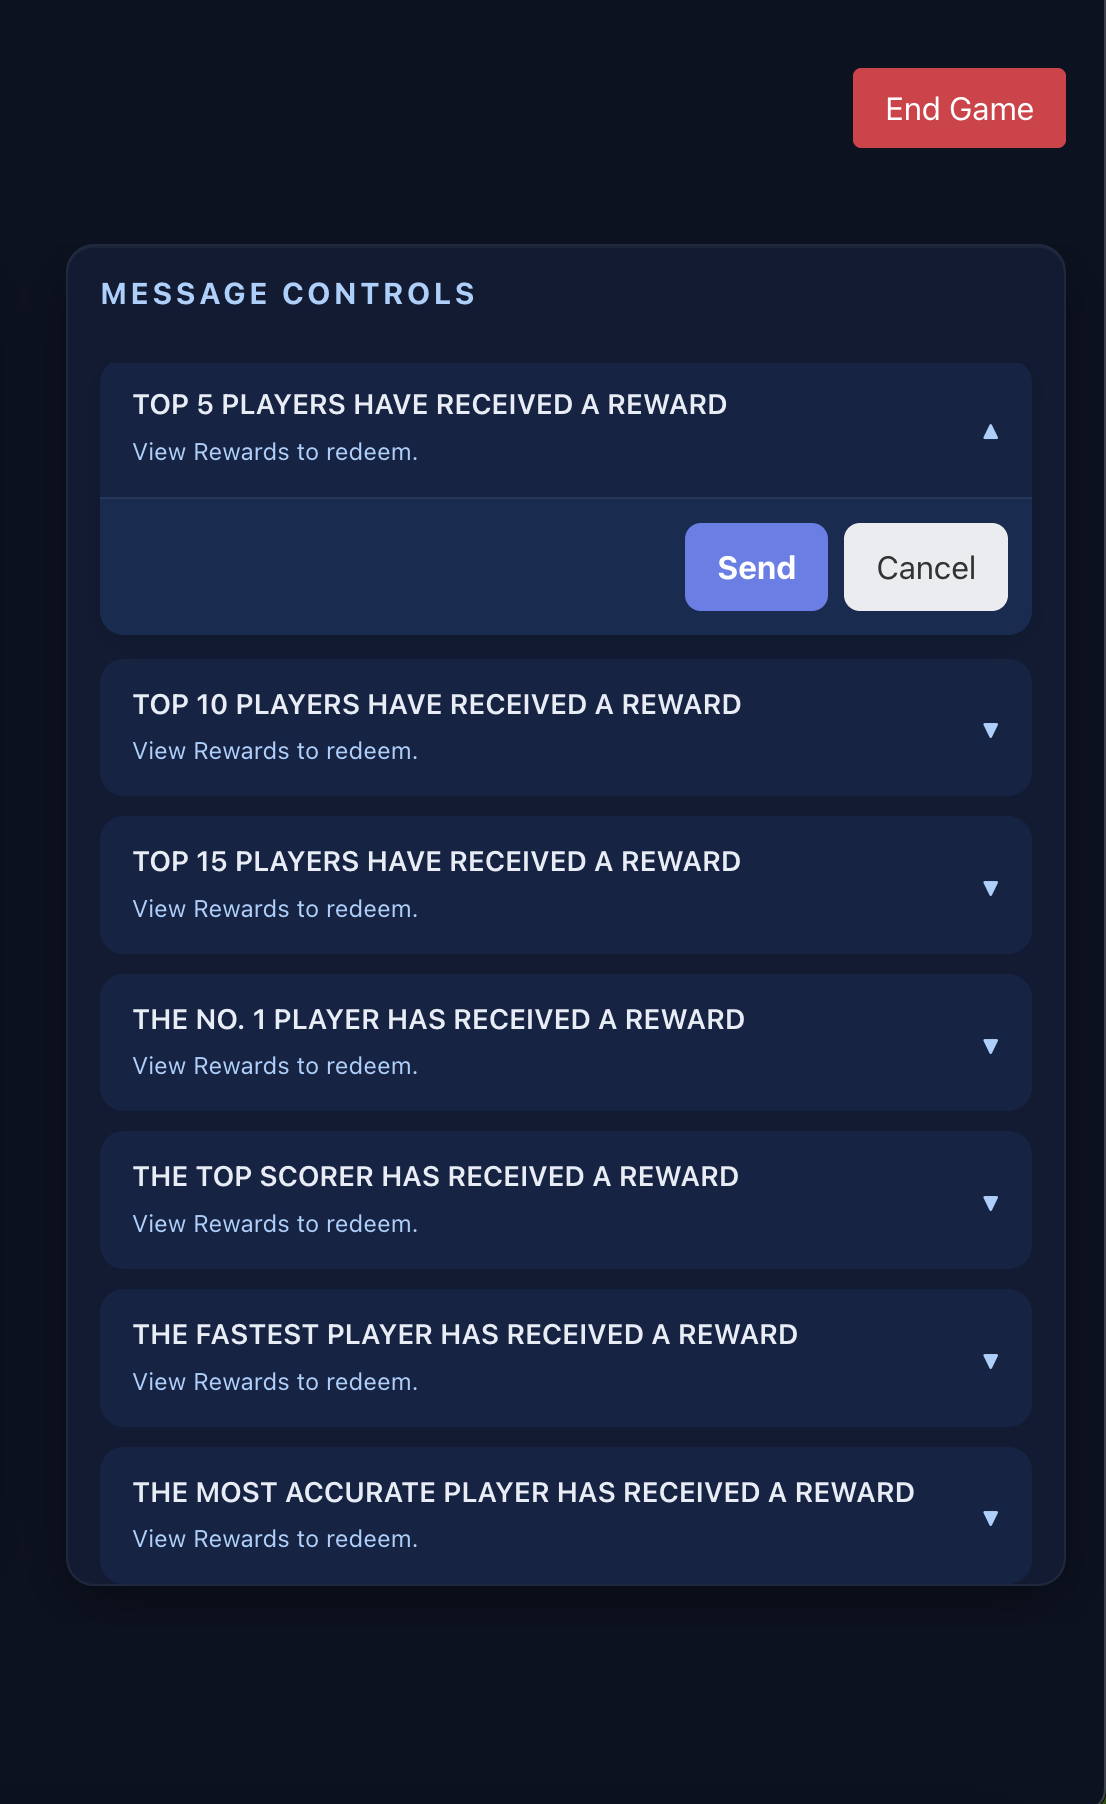 End Game
MESSAGE CONTROLS
TOP 5 PLAYERS HAVE RECEIVED A REWARD
View Rewards to redeem.
Send Cancel
TOP 10 PLAYERS HAVE RECEIVED A REWARD
View Rewards to redeem.
TOP 15 PLAYERS HAVE RECEIVED A REWARD
View Rewards to redeem.
THE NO. 1 PLAYER HAS RECEIVED A REWARD
View Rewards to redeem.
THE TOP SCORER HAS RECEIVED A REWARD
View Rewards to redeem.
THE FASTEST PLAYER HAS RECEIVED A REWARD
View Rewards to redeem.
THE MOST ACCURATE PLAYER HAS RECEIVED A REWARD
View Rewards to redeem.